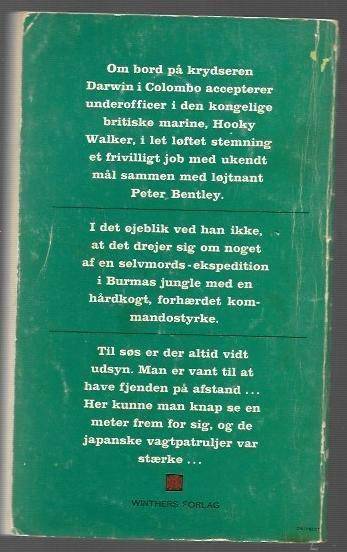 Om bord på krydseren
Darwin i Colombo accepterer
underofficer i den kongelige
britiske marine, Hooky
Walker, i let løftet stemning
et frivilligt job med ukendt
mål sammen med løjtnant
Peter Bentley.
I det øjeblik ved han ikke,
at det drejer sig om noget
af en selvmords-ekspedition
i Burmas jungle med en
hårdkogt, forhærdet kom-
mandostyrke.
Til søs er der altid vidt
udsyn. Man er vant til at
have fjenden på afstand ...
Her kunne man knap se en
meter frem for sig, og de
japanske vagtpatruljer var
stærke ...
WINTHERS FORLAG